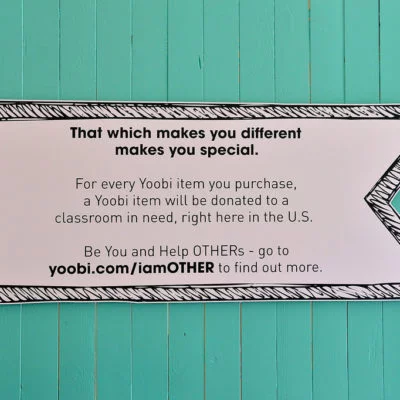 That which makes you different
makes you special.
For every Yoobi item you purchase,
a Yoobi item will be donated to a
classroom in need, right here in the U.S.
Be You and Help OTHERs - go to
yoobi.com/iamOTHER to find out more.